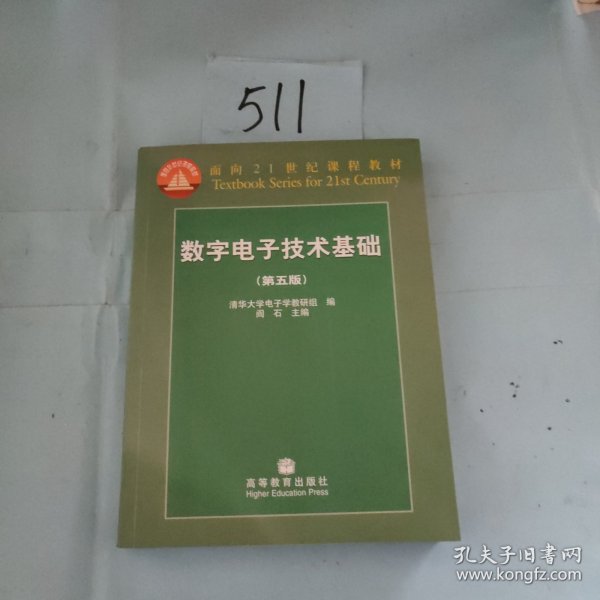 511
面向21世纪课程教材
Textbook Series for 21st Century
数字电子技术基础
(第五版)
清华大学电子学教研组 编
阎石 主编
高等教育出版社
Higher Education Press
孔夫子旧书网
www.kongfz.com